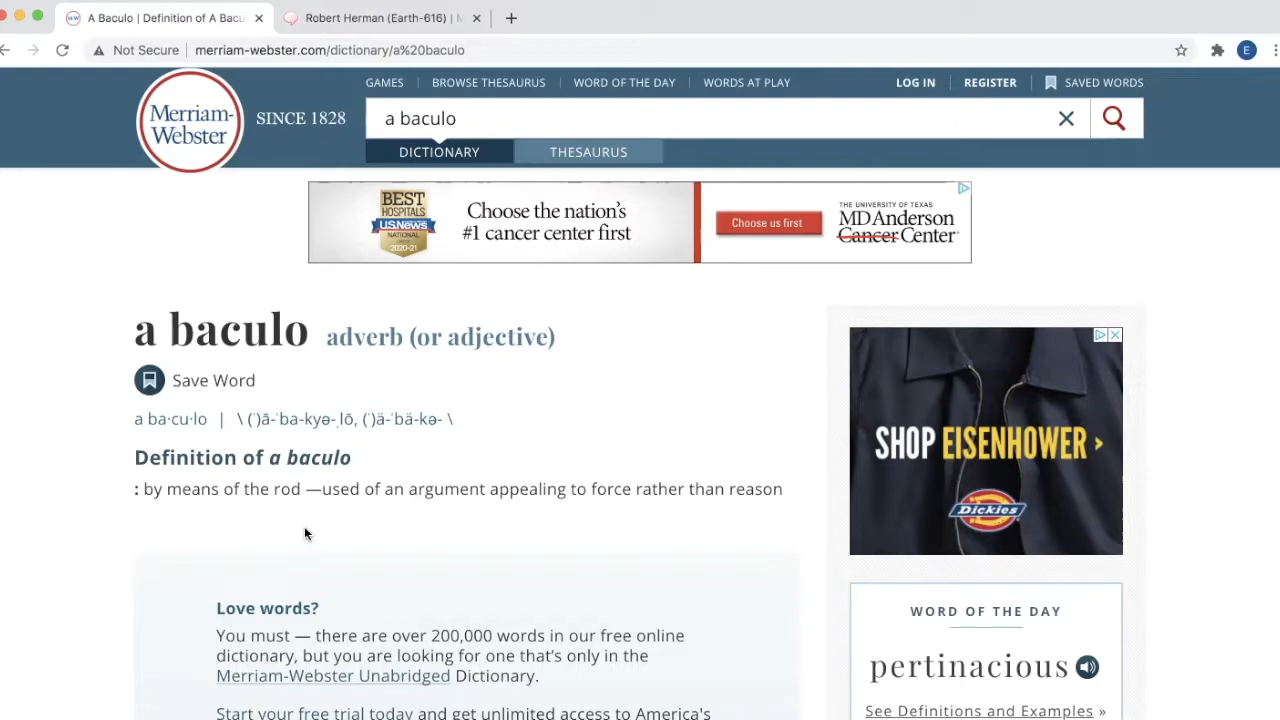 A Baculo | Definition of A Bacu
Robert Herman (Earth-616) | M
Not Secure
merriam-webster.com/dictionary/a%20baculo
E
GAMES
BROWSE THESAURUS
WORD OF THE DAY
WORDS AT PLAY
LOG IN
REGISTER
SAVED WORDS
Merriam-
Webster
SINCE 1828
a baculo
DICTIONARY
THESAURUS
BEST
HOSPITALS
U.S.News
NATIONAL
2020-21
Choose the nation's
#1 cancer center first
Choose us first
THE UNIVERSITY OF TEXAS
MD Anderson
Cancer Center
a baculo adverb (or adjective)
Save Word
a ba·cu·lo | \ (ˈ)ā-ˈba-kyə-ˌlō, (ˈ)ä-ˈbä-kə- \
Definition of a baculo
: by means of the rod —used of an argument appealing to force rather than reason
SHOP EISENHOWER ›
Dickies
Love words?
You must — there are over 200,000 words in our free online
dictionary, but you are looking for one that's only in the
Merriam-Webster Unabridged Dictionary.
Start your free trial today and get unlimited access to America's
WORD OF THE DAY
pertinacious
See Definitions and Examples »